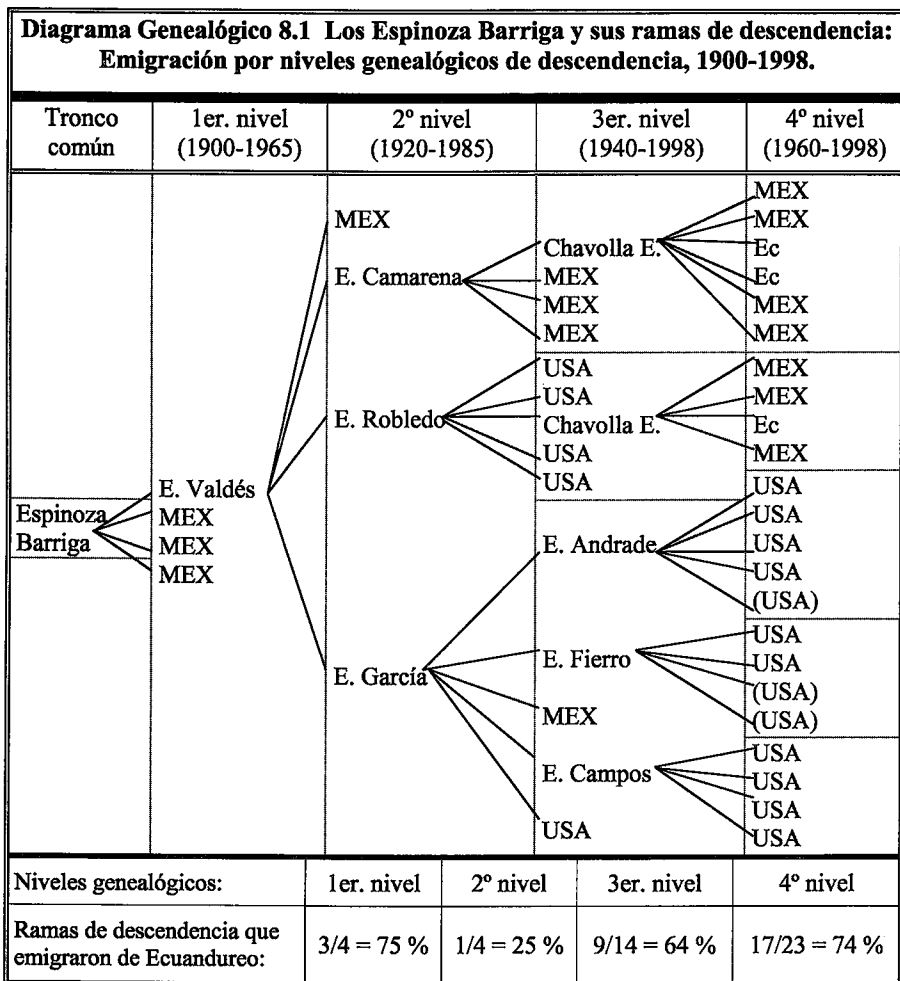 Diagrama Genealógico 8.1 Los Espinoza Barriga y sus ramas de descendencia:
Emigración por niveles genealógicos de descendencia, 1900-1998.
Tronco común
1er. nivel (1900-1965)
2º nivel (1920-1985)
3er. nivel (1940-1998)
4º nivel (1960-1998)
Espinoza
Barriga
E. Valdés
MEX
MEX
MEX
MEX
E. Camarena
E. Robledo
E. García
Chavolla E.
MEX
MEX
MEX
USA
USA
Chavolla E.
USA
USA
E. Andrade
E. Fierro
MEX
E. Campos
USA
MEX
MEX
Ec
Ec
MEX
MEX
MEX
MEX
Ec
MEX
USA
USA
USA
USA
(USA)
USA
USA
(USA)
(USA)
USA
USA
USA
USA
Niveles genealógicos: 1er. nivel 2º nivel 3er. nivel 4º nivel
Ramas de descendencia que
emigraron de Ecuandureo:
3/4 = 75 % 1/4 = 25 % 9/14 = 64 % 17/23 = 74 %